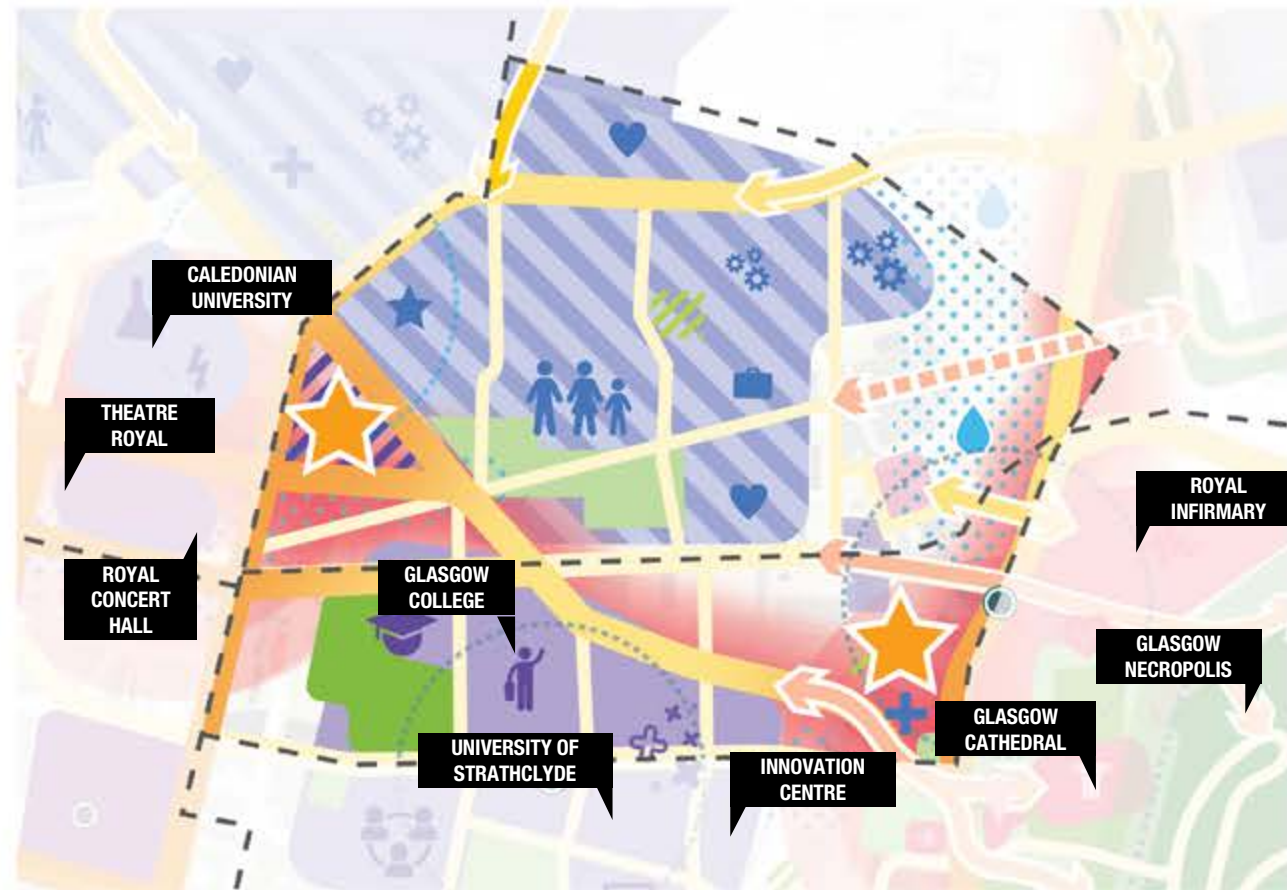 CALEDONIAN
UNIVERSITY
THEATRE
ROYAL
ROYAL
INFIRMARY
ROYAL
CONCERT
HALL
GLASGOW
COLLEGE
GLASGOW
NECROPOLIS
GLASGOW
CATHEDRAL
UNIVERSITY OF
STRATHCLYDE
INNOVATION
CENTRE